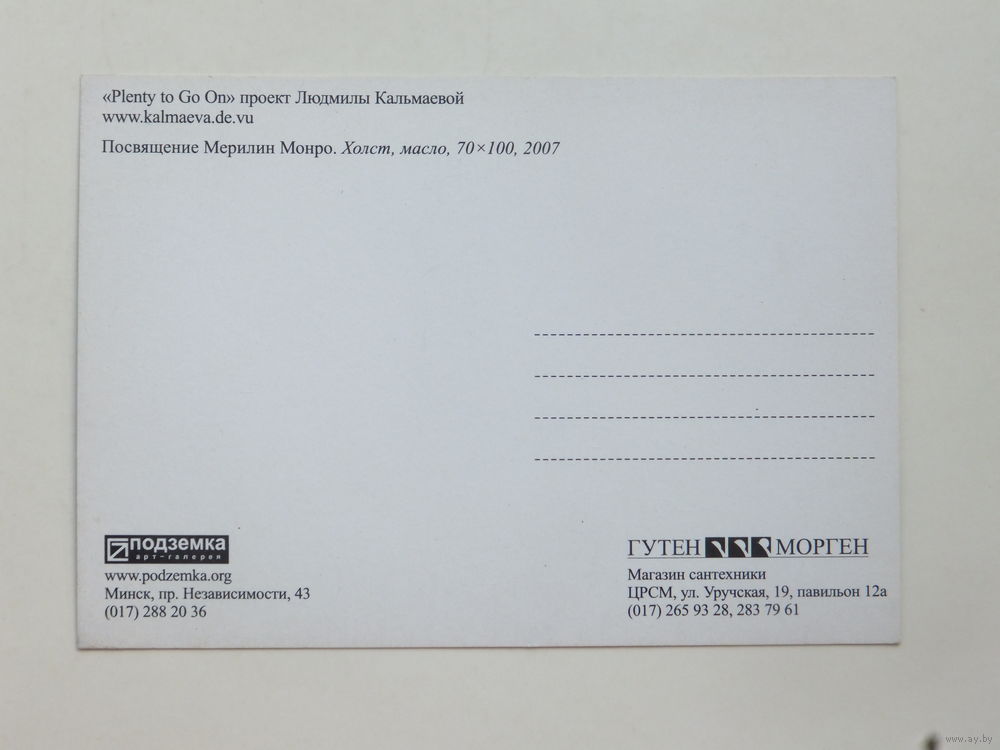 «Plenty to Go On» проект Людмилы Кальмаевой
www.kalmaeva.de.vu
Посвящение Мерилин Монро. Холст, масло, 70×100, 2007
подземка
арт-галерея
www.podzemka.org
Минск, пр. Независимости, 43
(017) 288 20 36
ГУТЕН МОРГЕН
Магазин сантехники
ЦРСМ, ул. Уручская, 19, павильон 12а
(017) 265 93 28, 283 79 61
www.ay.by